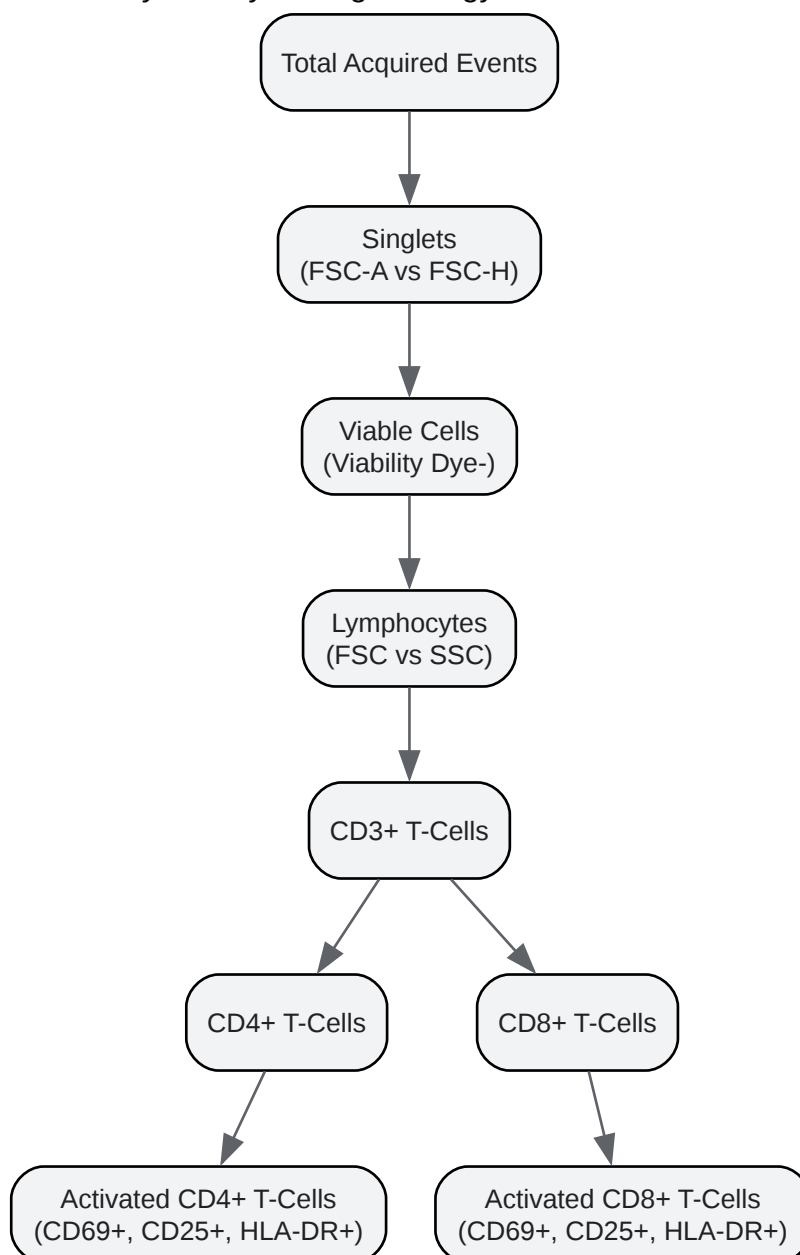 Total Acquired Events
Singlets
(FSC-A vs FSC-H)
Viable Cells
(Viability Dye-)
Lymphocytes
(FSC vs SSC)
CD3+ T-Cells
CD4+ T-Cells
CD8+ T-Cells
Activated CD4+ T-Cells
(CD69+, CD25+, HLA-DR+)
Activated CD8+ T-Cells
(CD69+, CD25+, HLA-DR+)